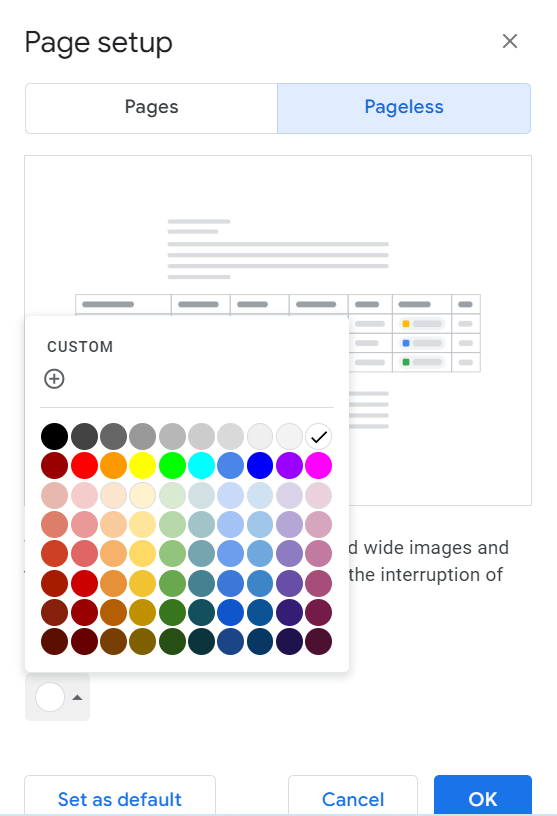 Page setup
Pages
Pageless
CUSTOM
d wide images and
the interruption of
Set as default
Cancel
OK